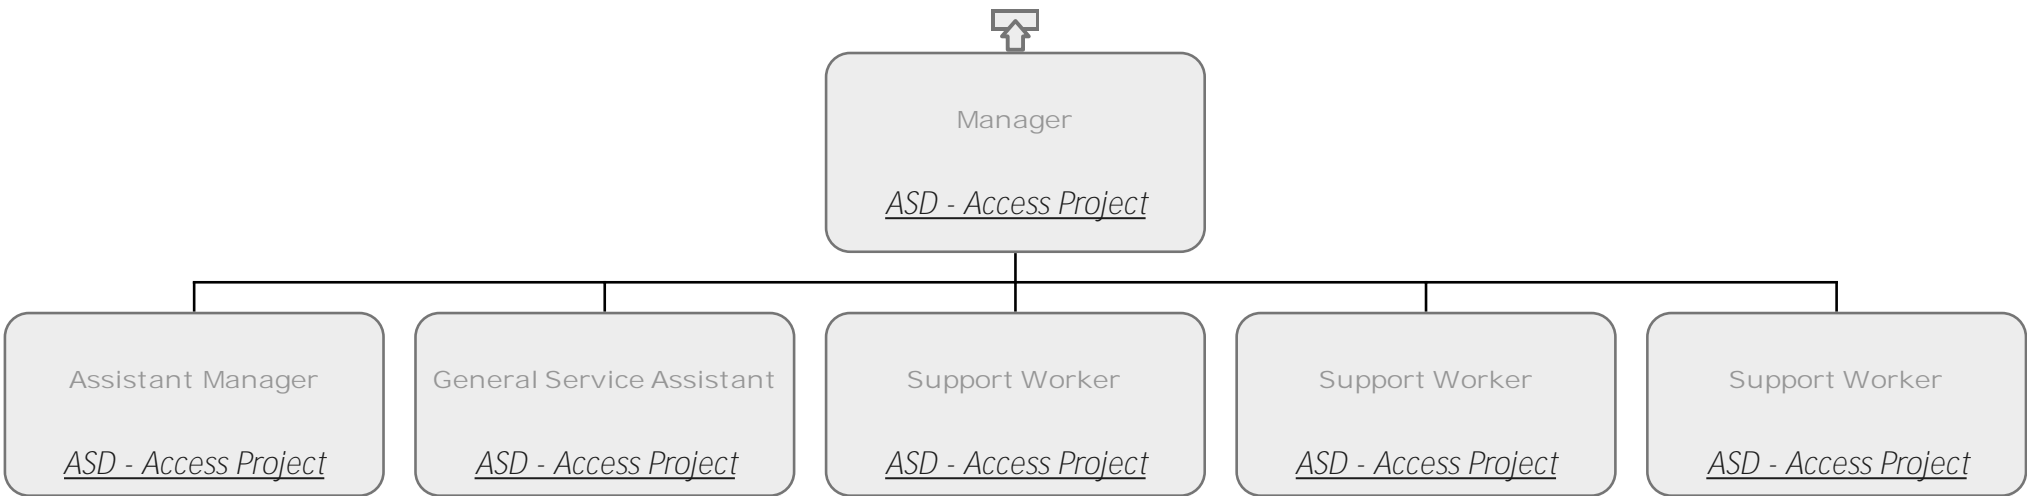 Manager
ASD - Access Project
Assistant Manager
ASD - Access Project
General Service Assistant
ASD - Access Project
Support Worker
ASD - Access Project
Support Worker
ASD - Access Project
Support Worker
ASD - Access Project